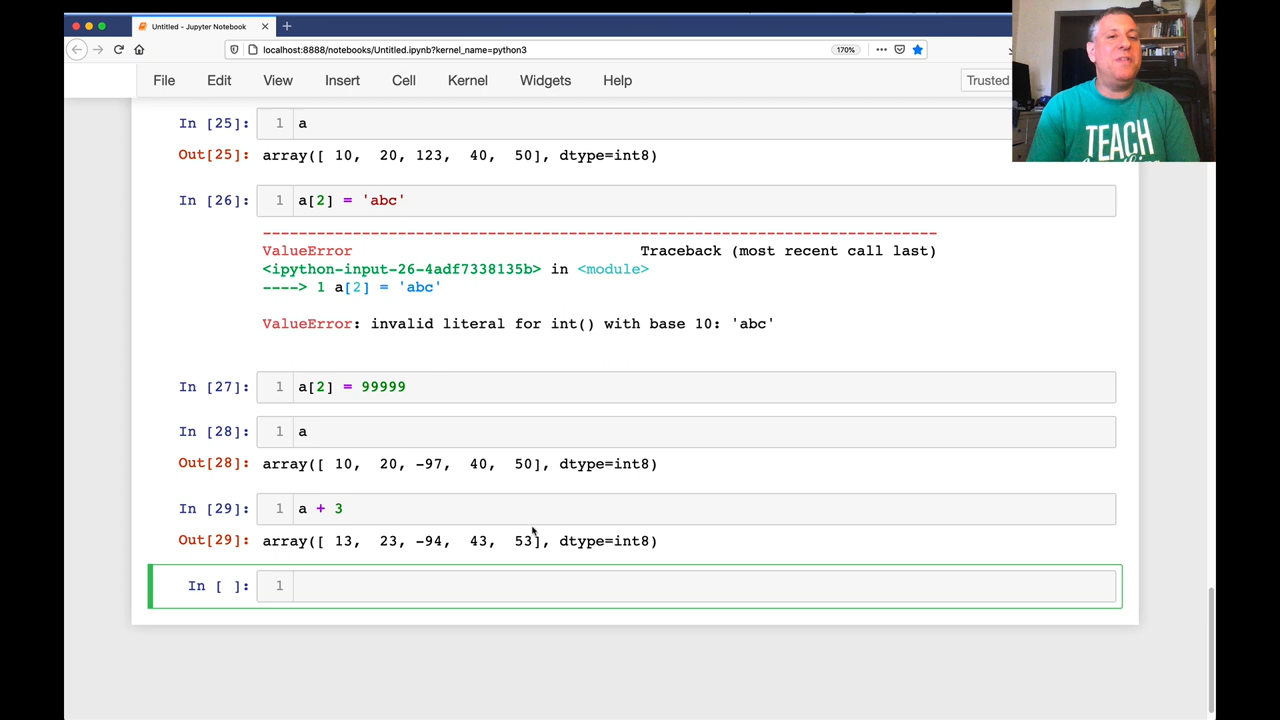 Untitled - Jupyter Notebook
localhost:8888/notebooks/Untitled.ipynb?kernel_name=python3 170%
File Edit View Insert Cell Kernel Widgets Help Trusted
In [25]: 1 a
Out[25]: array([ 10, 20, 123, 40, 50], dtype=int8)
In [26]: 1 a[2] = 'abc'
---------------------------------------------------------------------------
ValueError Traceback (most recent call last)
<ipython-input-26-4adf7338135b> in <module>
----> 1 a[2] = 'abc'
ValueError: invalid literal for int() with base 10: 'abc'
In [27]: 1 a[2] = 99999
In [28]: 1 a
Out[28]: array([ 10, 20, -97, 40, 50], dtype=int8)
In [29]: 1 a + 3
Out[29]: array([ 13, 23, -94, 43, 53], dtype=int8)
In [ ]: 1
TEACH